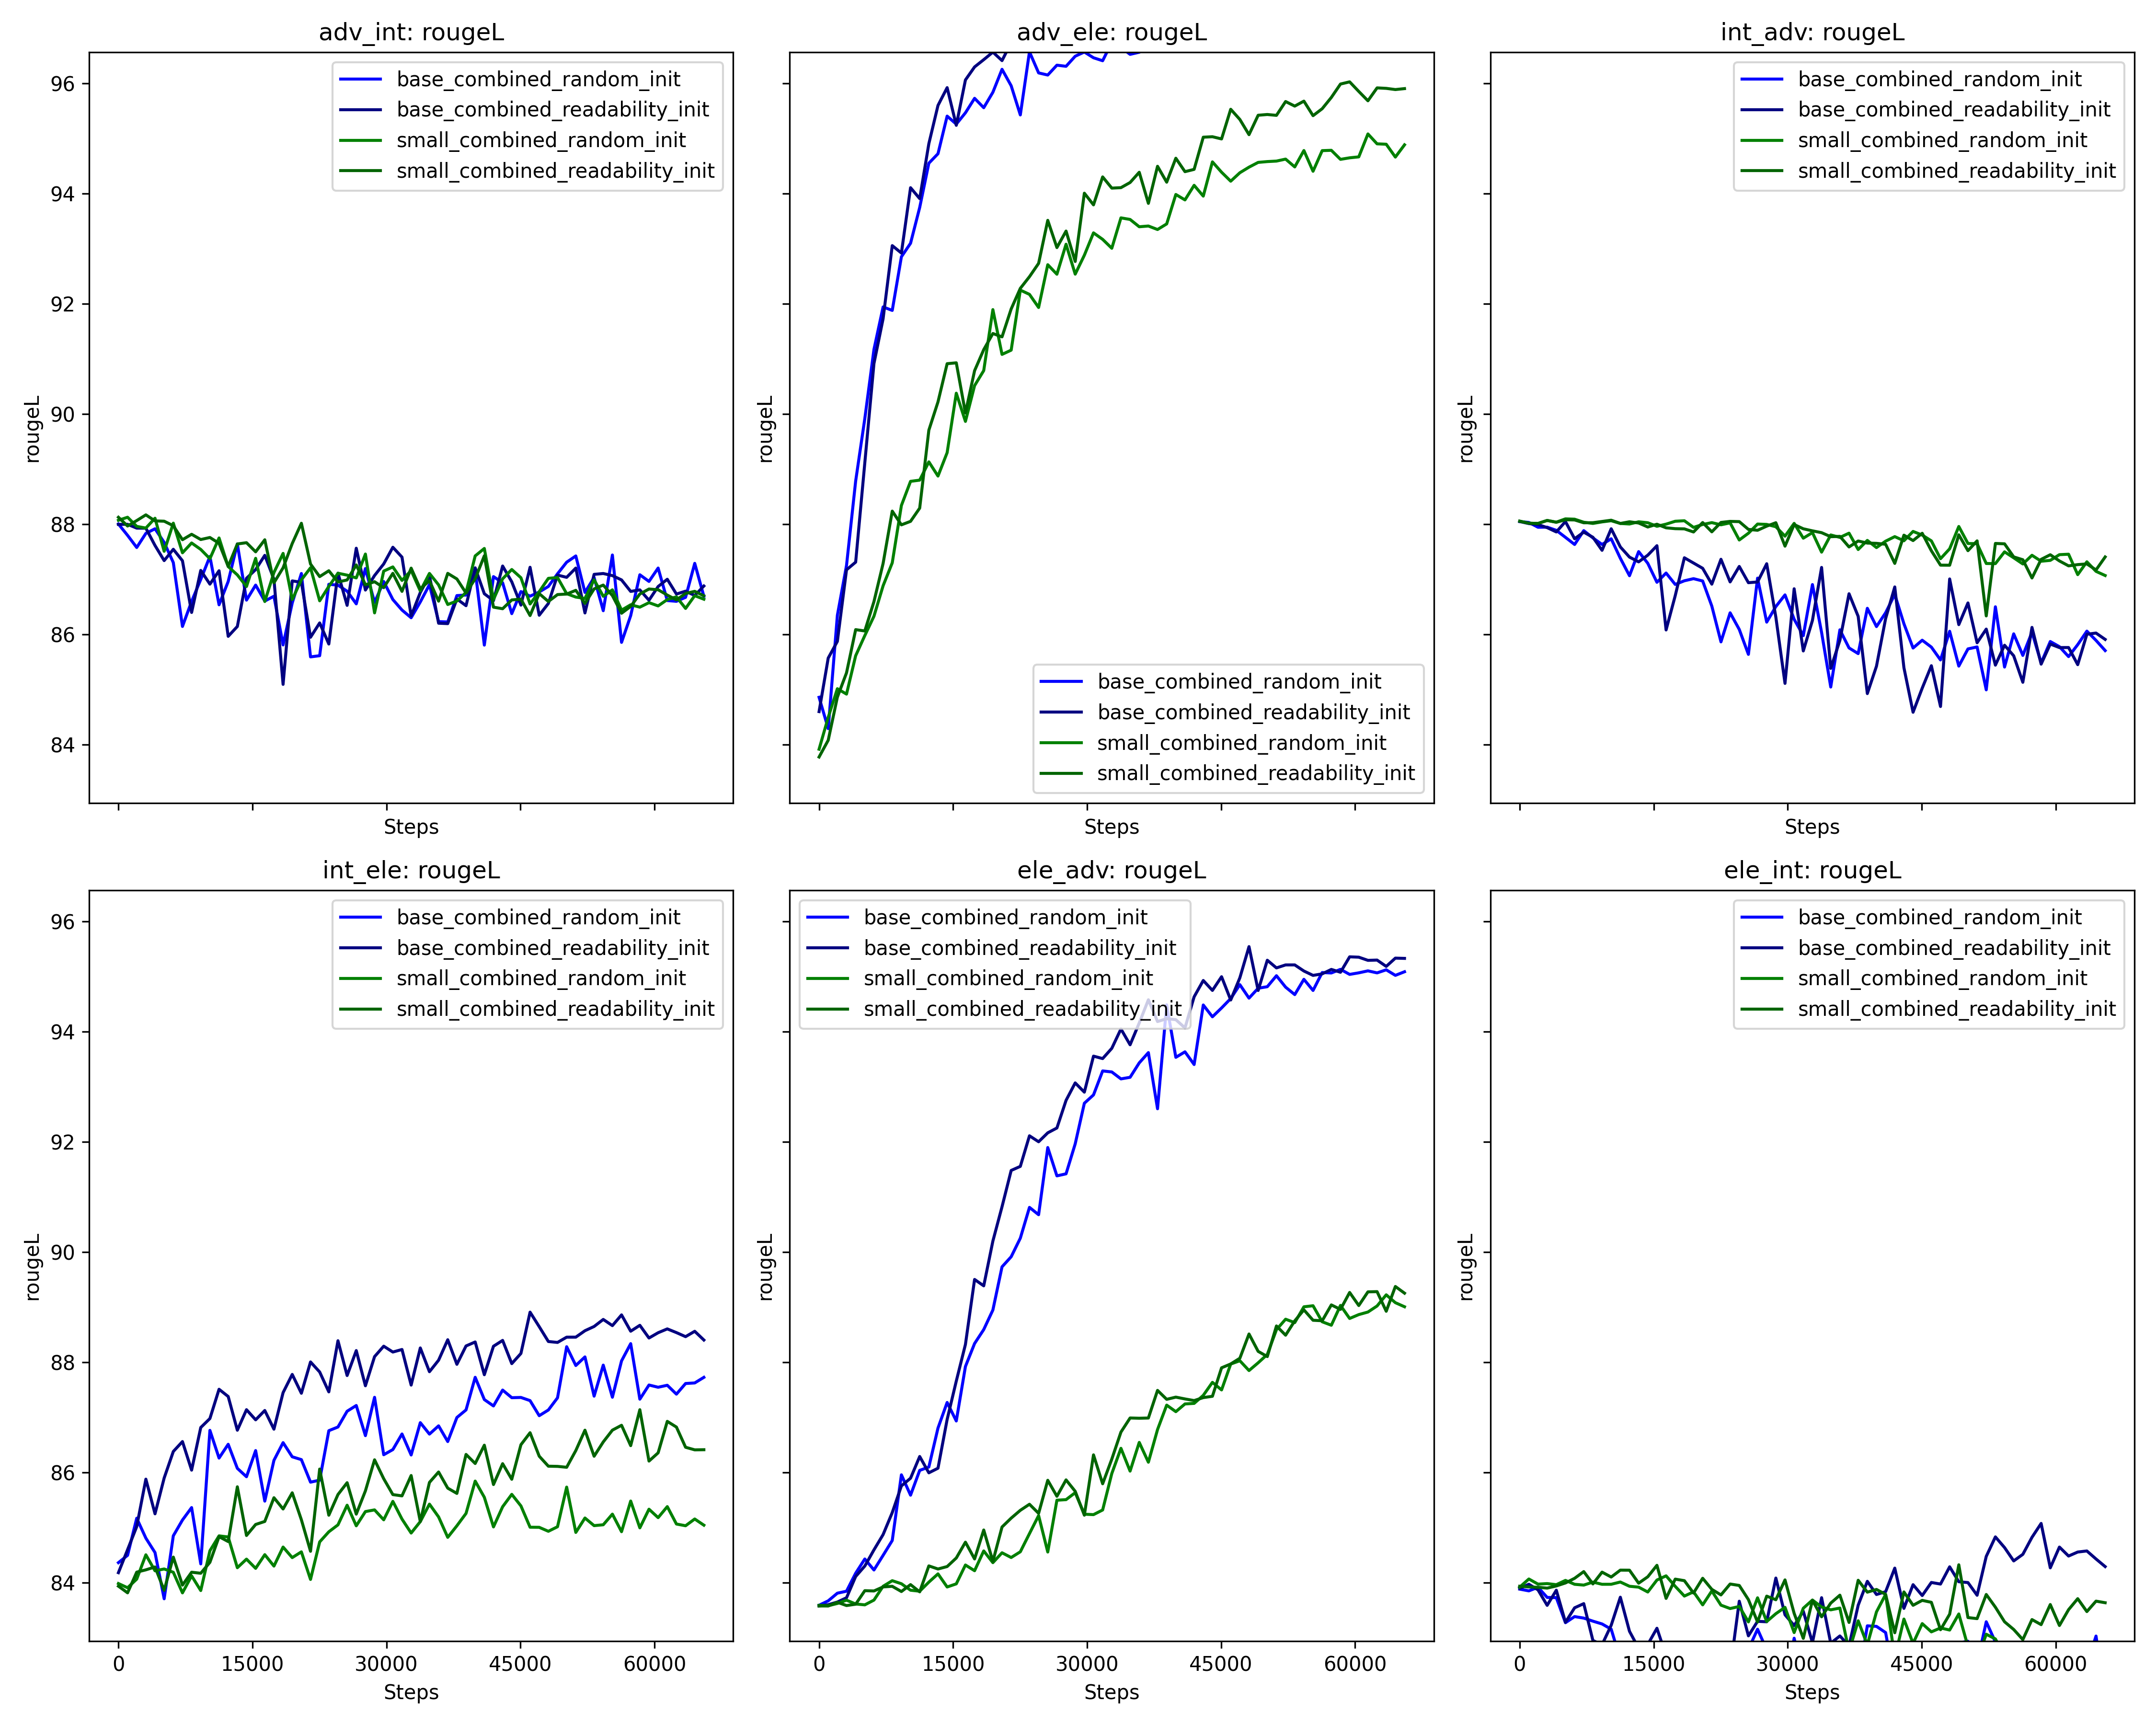 adv_int: rougeL
adv_ele: rougeL
int_adv: rougeL
96
94
92
90
88
86
84
rougeL
rougeL
rougeL
base_combined_random_init
base_combined_readability_init
small_combined_random_init
small_combined_readability_init
base_combined_random_init
base_combined_readability_init
small_combined_random_init
small_combined_readability_init
base_combined_random_init
base_combined_readability_init
small_combined_random_init
small_combined_readability_init
Steps
Steps
Steps
int_ele: rougeL
ele_adv: rougeL
ele_int: rougeL
96
94
92
90
88
86
84
rougeL
rougeL
rougeL
base_combined_random_init
base_combined_readability_init
small_combined_random_init
small_combined_readability_init
base_combined_random_init
base_combined_readability_init
small_combined_random_init
small_combined_readability_init
base_combined_random_init
base_combined_readability_init
small_combined_random_init
small_combined_readability_init
0 15000 30000 45000 60000
0 15000 30000 45000 60000
0 15000 30000 45000 60000
Steps
Steps
Steps